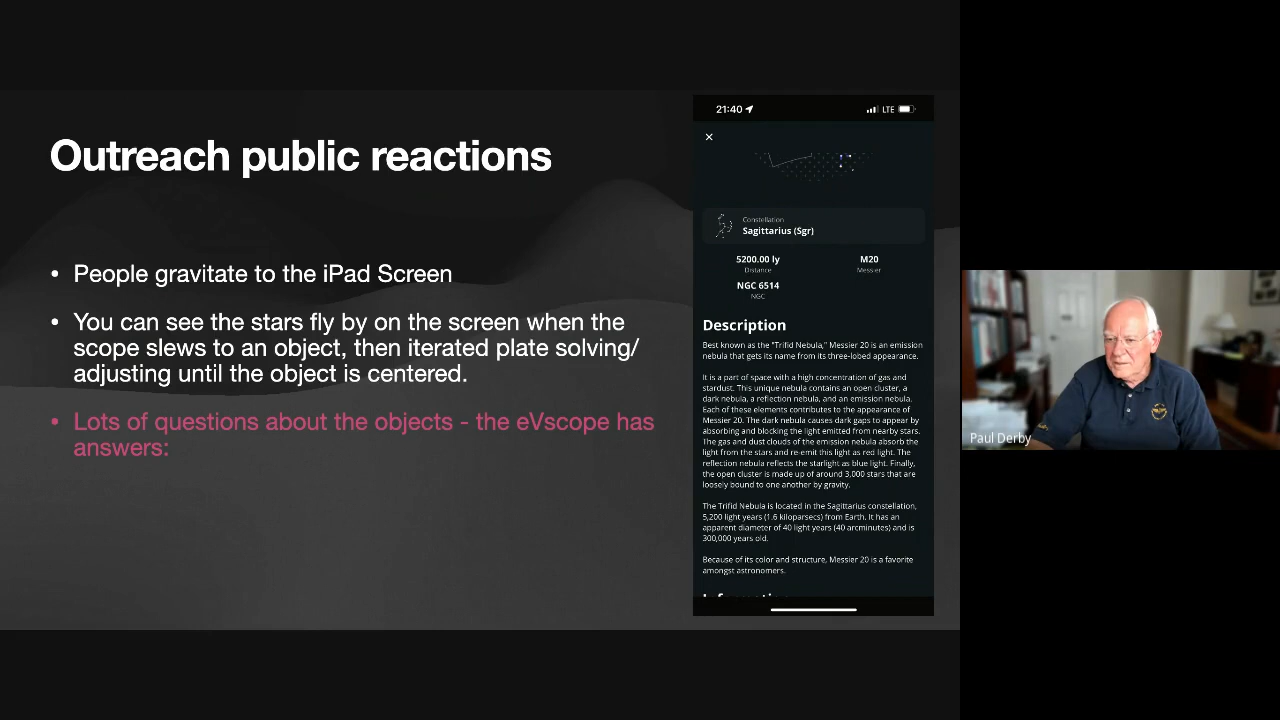 Outreach public reactions
• People gravitate to the iPad Screen
• You can see the stars fly by on the screen when the
scope slews to an object, then iterated plate solving/
adjusting until the object is centered.
• Lots of questions about the objects - the eVscope has
answers:
21:40
LTE
Constellation
Sagittarius (Sgr)
5200.00 ly
Distance
M20
Messier
NGC 6514
NGC
Description
Best known as the "Trifid Nebula," Messier 20 is an emission
nebula that gets its name from its three-lobed appearance.
It is a part of space with a high concentration of gas and
stardust. This unique nebula contains an open cluster, a
dark nebula, a reflection nebula, and an emission nebula.
Each of these elements contributes to the appearance of
Messier 20. The dark nebula causes dark gaps to appear by
absorbing and blocking the light emitted from nearby stars.
The gas and dust clouds of the emission nebula absorb the
light from the stars and re-emit this light as red light. The
reflection nebula reflects the starlight as blue light. Finally,
the open cluster is made up of around 3,000 stars that are
loosely bound to one another by gravity.
The Trifid Nebula is located in the Sagittarius constellation,
5,200 light years (1.6 kiloparsecs) from Earth. It has an
apparent diameter of 40 light years (40 arcminutes) and is
300,000 years old.
Because of its color and structure, Messier 20 is a favorite
amongst astronomers.
Paul Derby